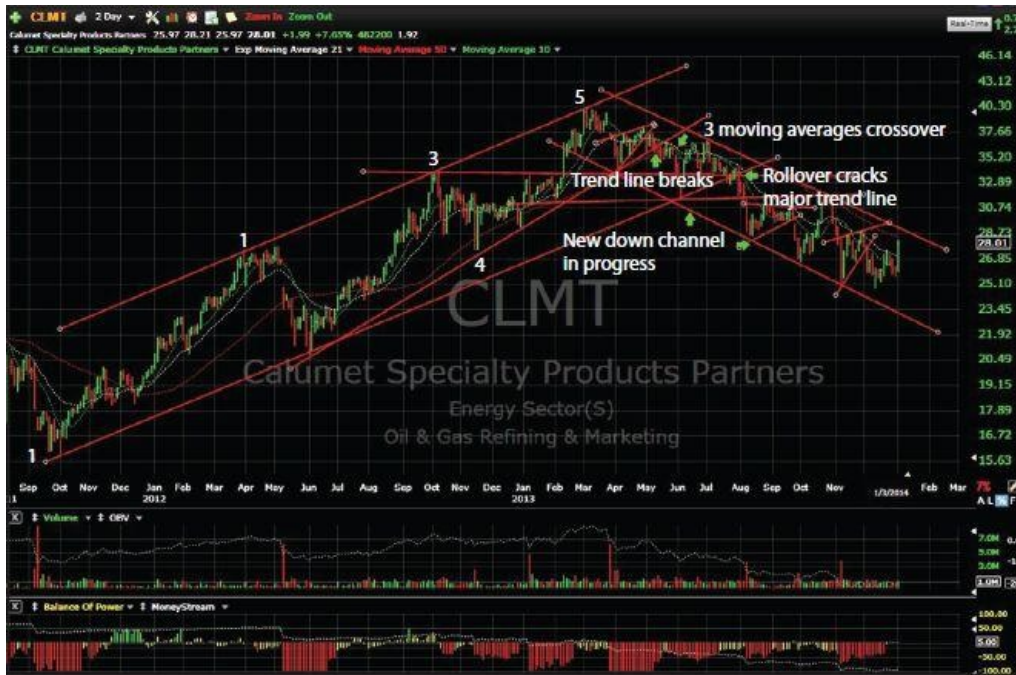 CLMT 2 Day Zoom In Zoom Out
Real-Time
Calumet Specialty Products Partners 25.97 28.21 25.97 28.01 +1.99 +7.65% 482200 1.92
CLMT Calumet Specialty Products Partners Exp Moving Average 21 Moving Average 50 Moving Average 10
46.14
43.12
5
40.30
3 moving averages crossover
37.66
3
35.20
Trend line breaks
Rollover cracks
major trend line
32.89
30.74
1
New down channel
in progress
28.73
28.01
4
26.85
25.10
CLMT
23.45
21.92
Calumet Specialty Products Partners
20.49
19.15
Energy Sector(S)
17.89
Oil & Gas Refining & Marketing
16.72
1
15.63
Sep Oct Nov Dec Jan Feb Mar Apr May Jun Jul Aug Sep Oct Nov Dec Jan Feb Mar Apr May Jun Jul Aug Sep Oct Nov 1/3/2014 Feb Mar
2012 2013
7%
A L % F
X Volume OBV
7.0M
5.0M
3.0M
1.0M
X Balance Of Power MoneyStream
100.00
50.00
5.00
-50.00
-100.00